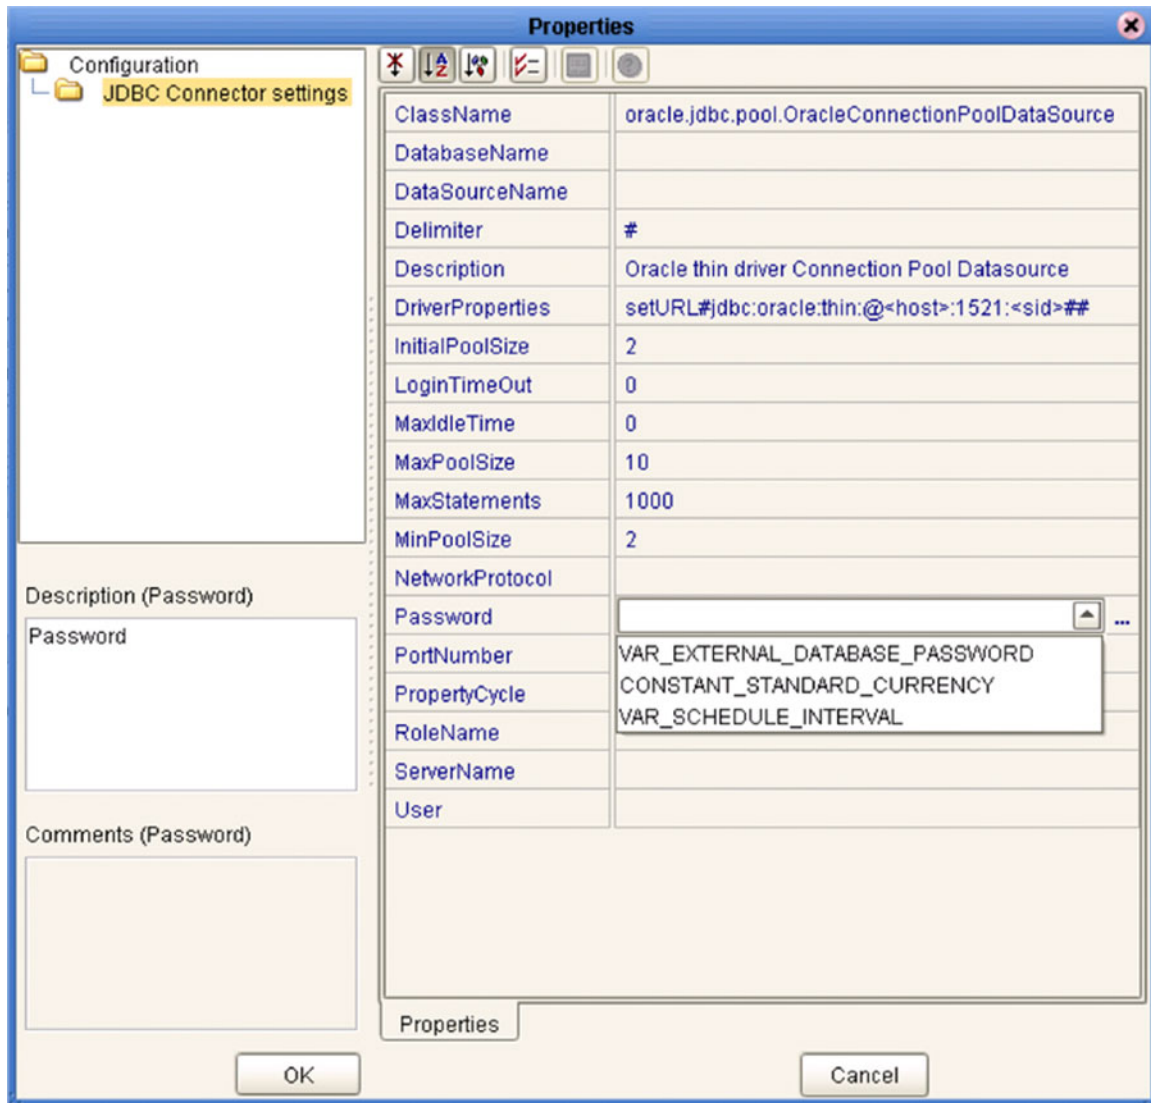 Properties
Configuration
JDBC Connector settings
ClassName oracle.jdbc.pool.OracleConnectionPoolDataSource
DatabaseName
DataSourceName
Delimiter #
Description Oracle thin driver Connection Pool Datasource
DriverProperties setURL#jdbc:oracle:thin:@<host>:1521:<sid>##
InitialPoolSize 2
LoginTimeOut 0
MaxIdleTime 0
MaxPoolSize 10
MaxStatements 1000
MinPoolSize 2
NetworkProtocol
Password ...
PortNumber VAR_EXTERNAL_DATABASE_PASSWORD
PropertyCycle CONSTANT_STANDARD_CURRENCY
RoleName VAR_SCHEDULE_INTERVAL
ServerName
User
Properties
Description (Password)
Password
Comments (Password)
OK Cancel